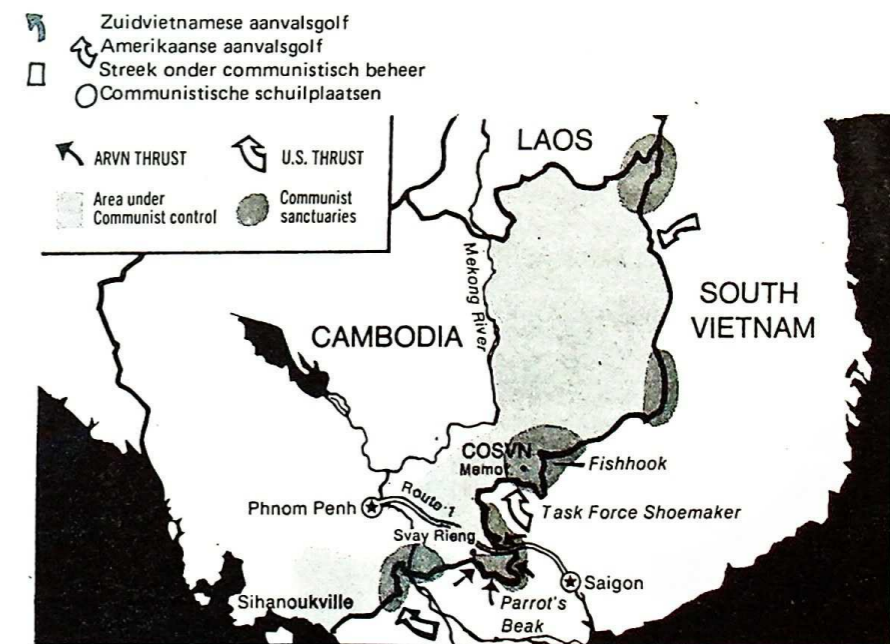 Zuidvietnamese aanvalsgolf
Amerikaanse aanvalsgolf
Streek onder communistisch beheer
Communistische schuilplaatsen
ARVN THRUST
U.S. THRUST
Area under
Communist control
Communist
sanctuaries
LAOS
Mekong River
SOUTH
VIETNAM
CAMBODIA
COSVN
Memot
Fishhook
Route 1
Phnom Penh
Task Force Shoemaker
Svay Rieng
Saigon
Sihanoukville
Parrot's
Beak